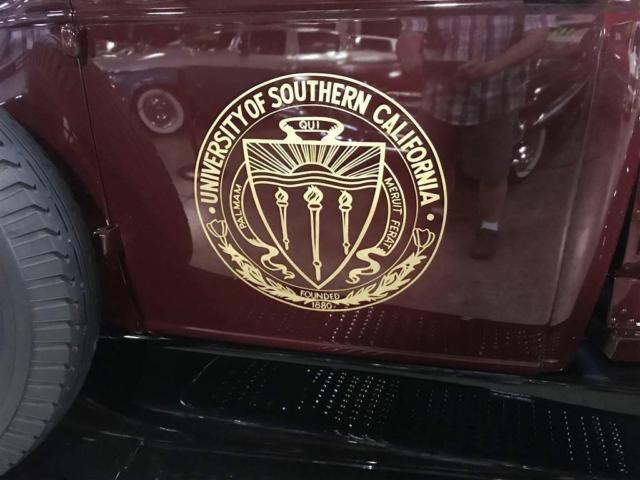 UNIVERSITY OF SOUTHERN CALIFORNIA
QUI
PALMAM
MERUIT FERAT
FOUNDED
1880